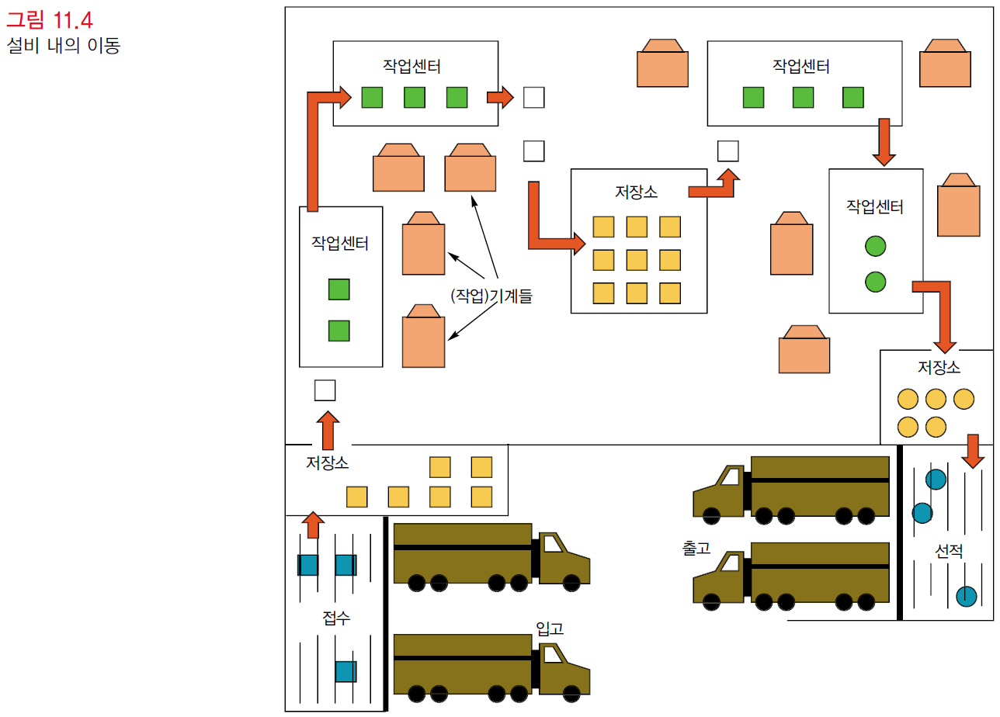 그림 11.4
설비 내의 이동
작업센터
작업센터
저장소
작업센터
작업센터
(작업)기계들
저장소
저장소
출고
선적
접수
입고